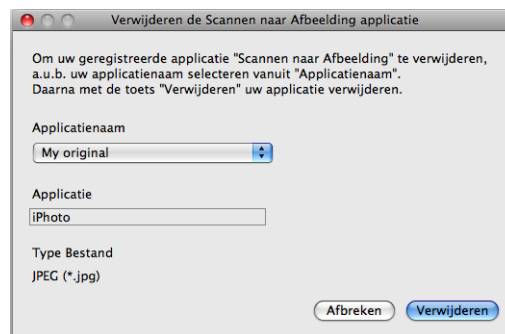 Verwijderen de Scannen naar Afbeelding applicatie
Om uw geregistreerde applicatie "Scannen naar Afbeelding" te verwijderen,
a.u.b. uw applicatienaam selecteren vanuit "Applicatienaam".
Daarna met de toets "Verwijderen" uw applicatie verwijderen.
Applicatienaam
My original
Applicatie
iPhoto
Type Bestand
JPEG (*.jpg)
Afbreken Verwijderen